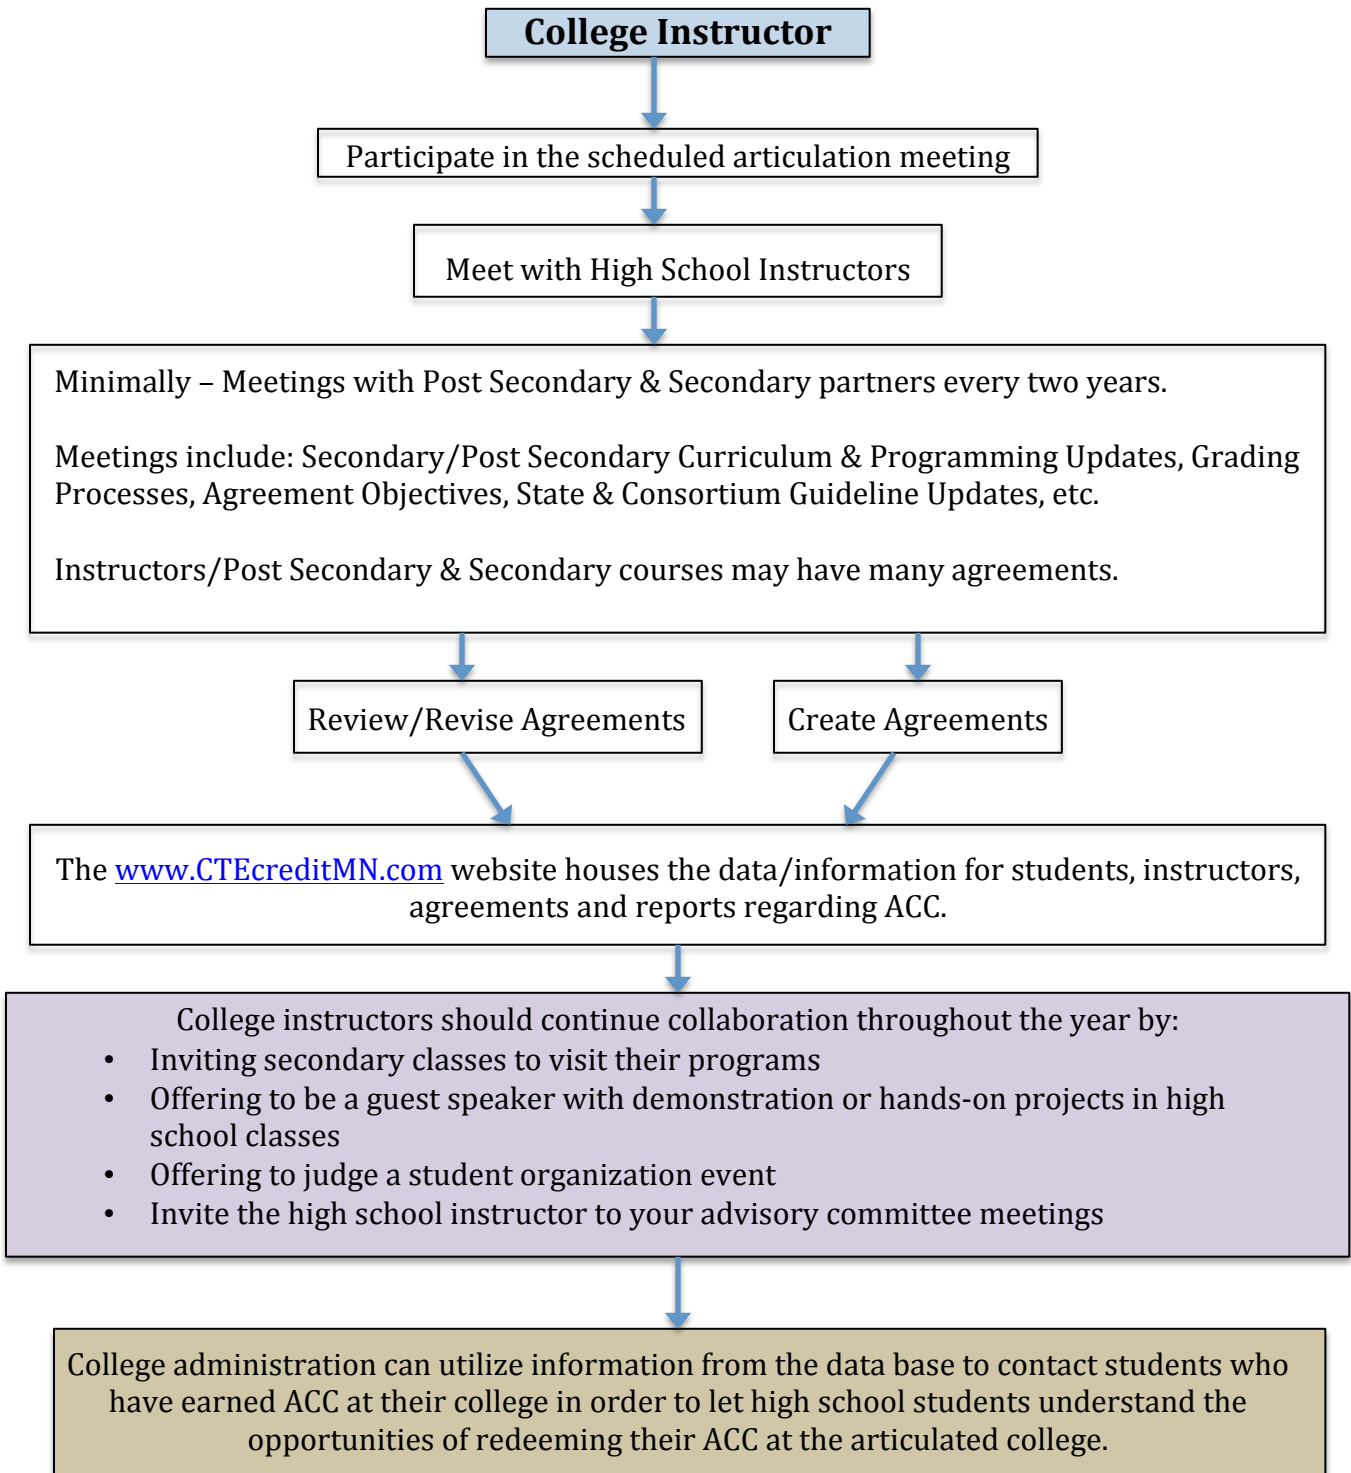 College Instructor
Participate in the scheduled articulation meeting
Meet with High School Instructors
Minimally – Meetings with Post Secondary & Secondary partners every two years.
Meetings include: Secondary/Post Secondary Curriculum & Programming Updates, Grading
Processes, Agreement Objectives, State & Consortium Guideline Updates, etc.
Instructors/Post Secondary & Secondary courses may have many agreements.
Review/Revise Agreements
Create Agreements
The www.CTEcreditMN.com website houses the data/information for students, instructors,
agreements and reports regarding ACC.
College instructors should continue collaboration throughout the year by:
• Inviting secondary classes to visit their programs
• Offering to be a guest speaker with demonstration or hands-on projects in high
school classes
• Offering to judge a student organization event
• Invite the high school instructor to your advisory committee meetings
College administration can utilize information from the data base to contact students who
have earned ACC at their college in order to let high school students understand the
opportunities of redeeming their ACC at the articulated college.